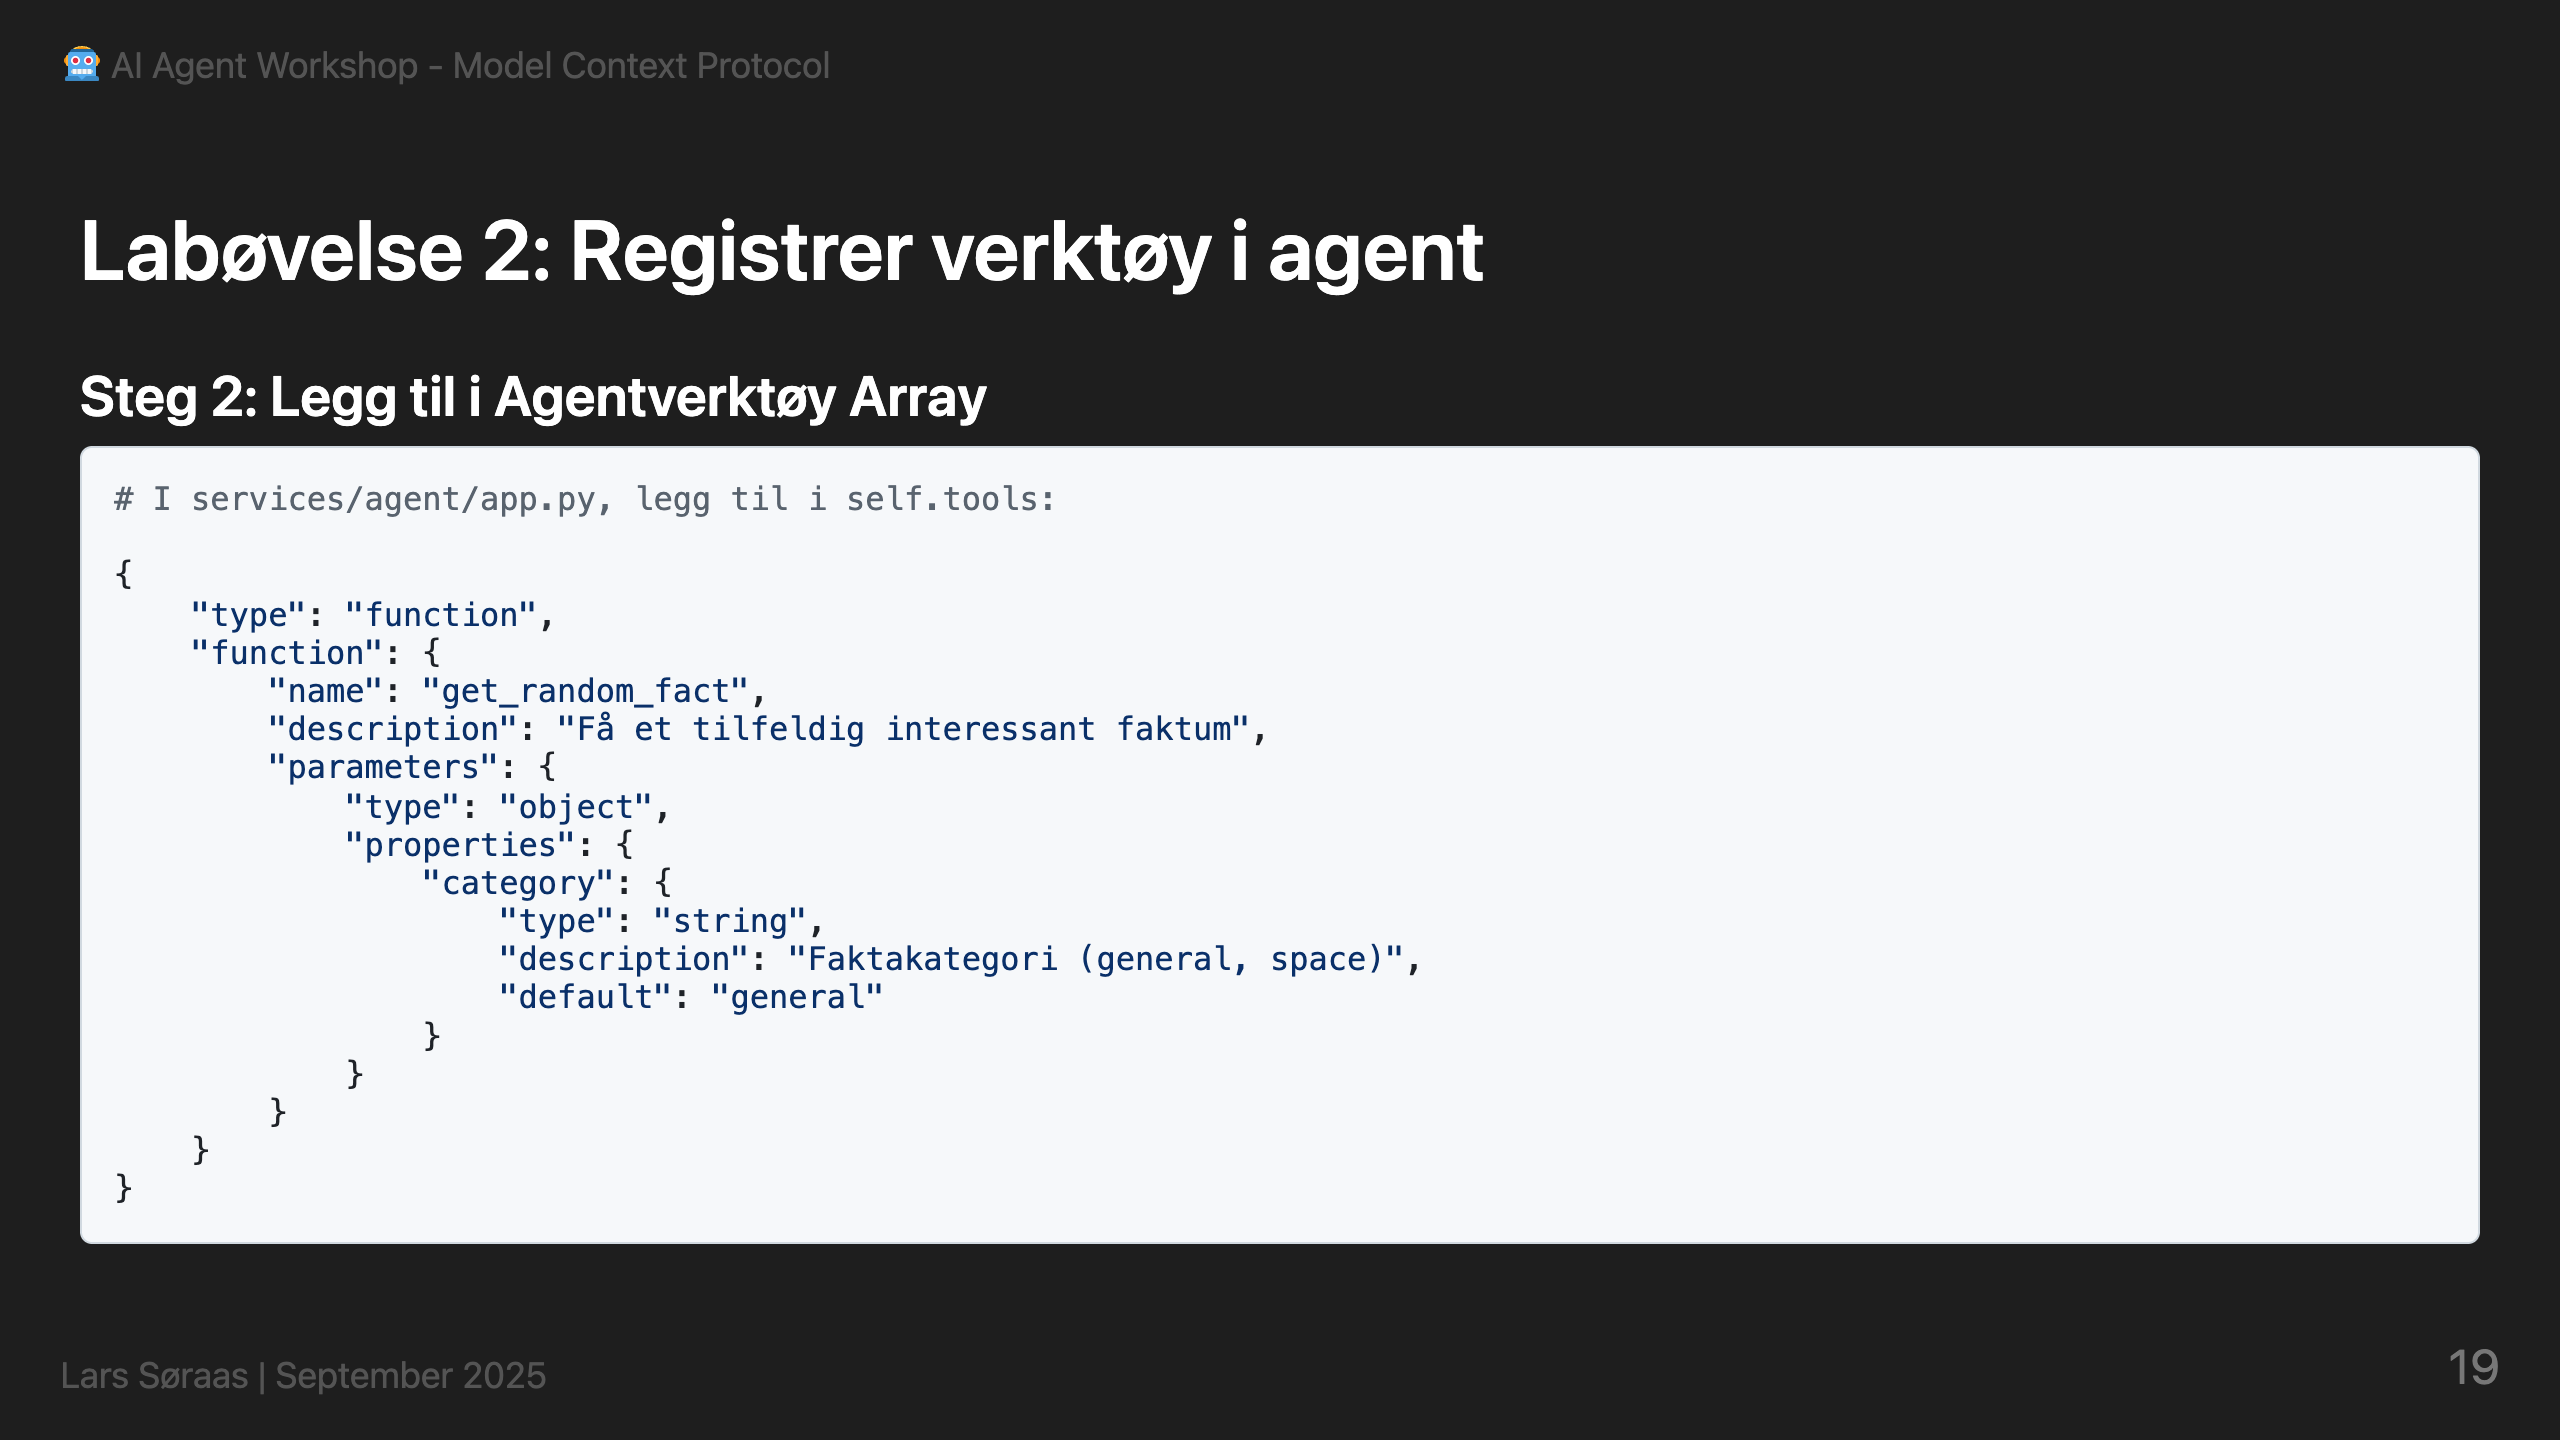 AI Agent Workshop - Model Context Protocol
Labøvelse 2: Registrer verktøy i agent
Steg 2: Legg til i Agentverktøy Array
# I services/agent/app.py, legg til i self.tools:
{
    "type": "function",
    "function": {
        "name": "get_random_fact",
        "description": "Få et tilfeldig interessant faktum",
        "parameters": {
            "type": "object",
            "properties": {
                "category": {
                    "type": "string",
                    "description": "Faktakategori (general, space)",
                    "default": "general"
                }
            }
        }
    }
}
Lars Søraas | September 2025
19